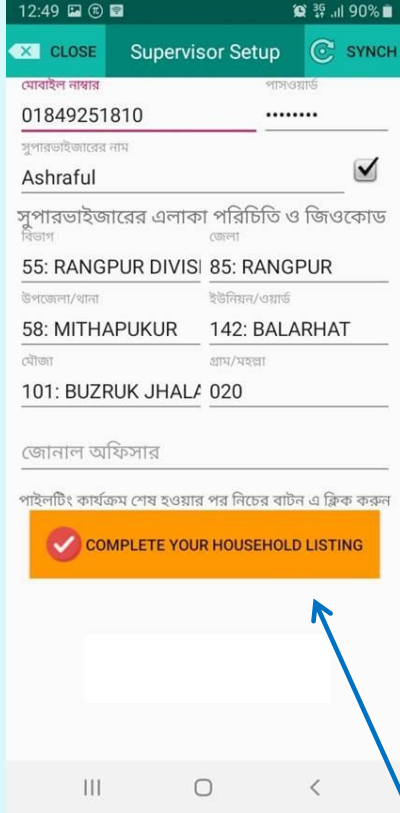 12:49 3G 90%
CLOSE Supervisor Setup SYNCH
মোবাইল নাম্বার পাসওয়ার্ড
01849251810 ••••••••
সুপারভাইজারের নাম
Ashraful
সুপারভাইজারের এলাকা পরিচিতি ও জিওকোড
বিভাগ জেলা
55: RANGPUR DIVISI 85: RANGPUR
উপজেলা/থানা ইউনিয়ন/ওয়ার্ড
58: MITHAPUKUR 142: BALARHAT
মৌজা গ্রাম/মহল্লা
101: BUZRUK JHALA 020
জোনাল অফিসার
পাইলটিং কার্যক্রম শেষ হওয়ার পর নিচের বাটন এ ক্লিক করুন
COMPLETE YOUR HOUSEHOLD LISTING